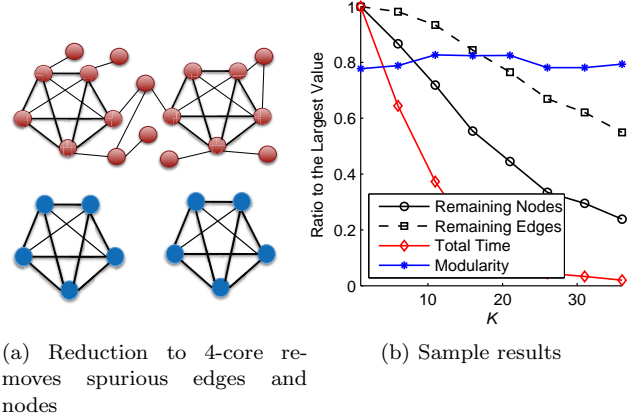 Ratio to the Largest Value
1
0.8
0.6
0.4
0.2
0
Remaining Nodes
Remaining Edges
Total Time
Modularity
10
20
30
K
(a) Reduction to 4-core re-
moves spurious edges and
nodes
(b) Sample results